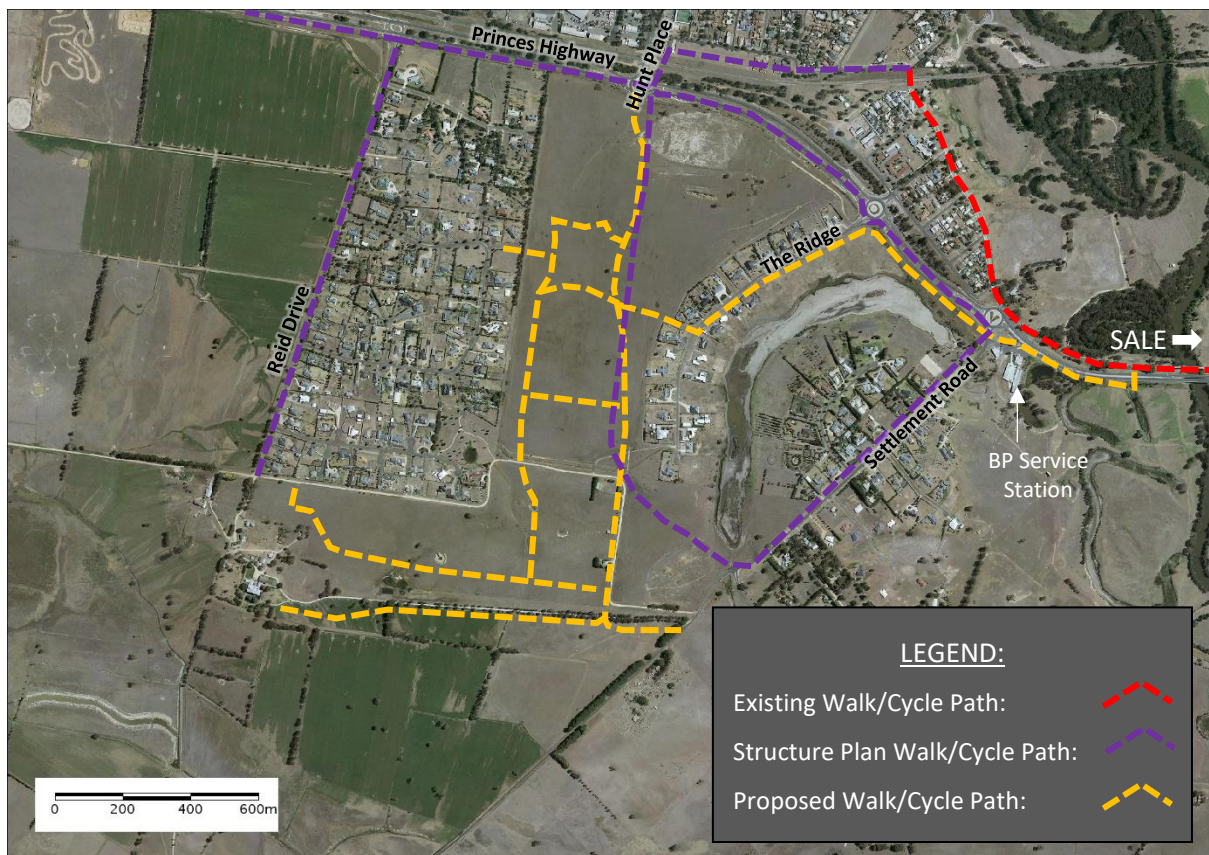 Princes Highway
Hunt Place
The Ridge
Reid Drive
SALE
Settlement Road
BP Service
Station
LEGEND:
Existing Walk/Cycle Path:
Structure Plan Walk/Cycle Path:
Proposed Walk/Cycle Path:
0 200 400 600m